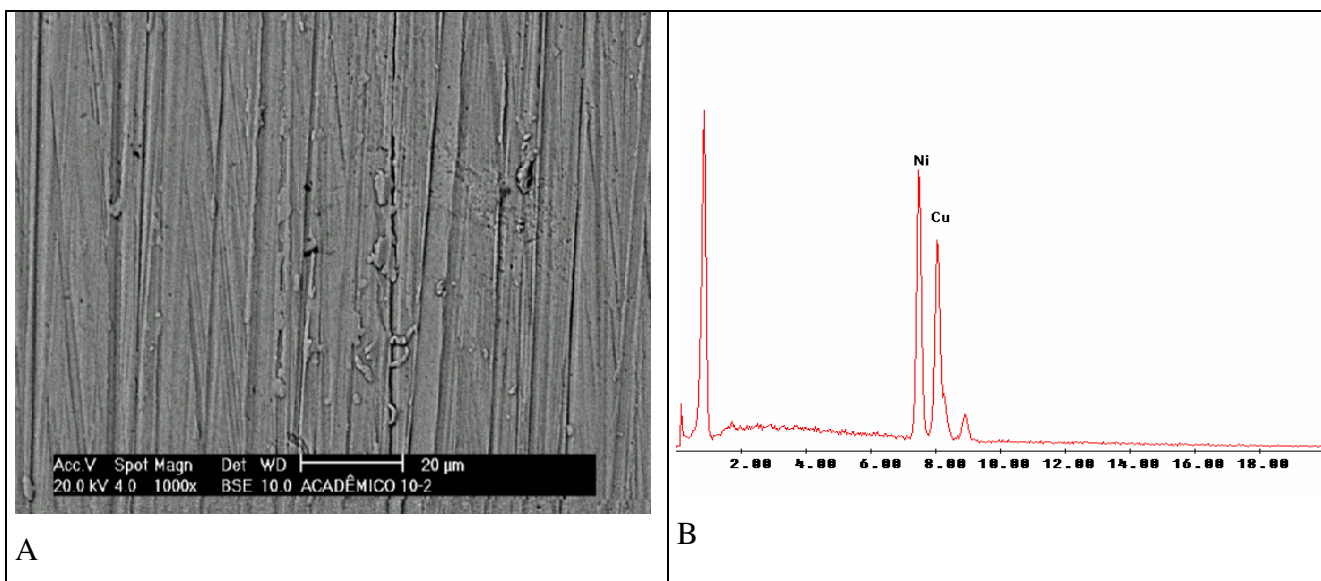 Acc.V Spot Magn Det WD 20 µm
20.0 kV 4.0 1000x BSE 10.0 ACADÊMICO 10-2
A
Ni
Cu
2.00 4.00 6.00 8.00 10.00 12.00 14.00 16.00 18.00
B